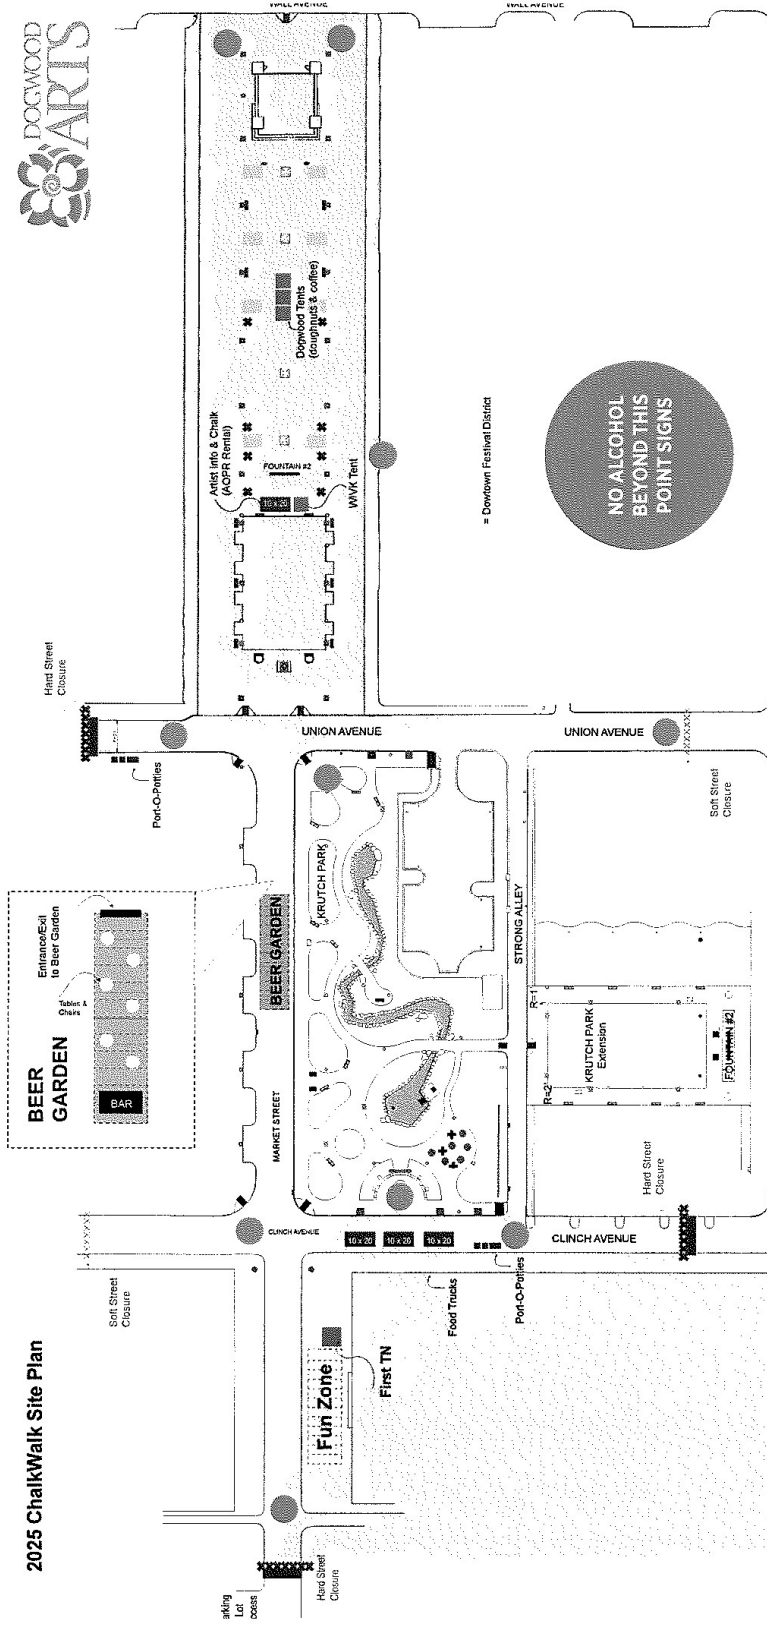 2025 ChalkWalk Site Plan
DOGWOOD
ARTS
WALL AVENUE
WALL AVENUE
Dogwood Tents
(doughnuts & coffee)
Artist info & Chalk
(AOPR Rental)
FOUNTAIN #2
WIVK Tent
= Dowtown Festival District
NO ALCOHOL
BEYOND THIS
POINT SIGNS
Hard Street
Closure
UNION AVENUE
UNION AVENUE
Port-O-Potties
Soft Street
Closure
BEER
GARDEN
Entrance/Exit
to Beer Garden
Tables &
Chairs
BAR
BEER GARDEN
KRUTCH PARK
STRONG ALLEY
MARKET STREET
R=1'
R=2'
KRUTCH PARK
Extension
FOUNTAIN #2
Hard Street
Closure
CLINCH AVENUE
10 x 20
10 x 20
10 x 20
CLINCH AVENUE
Soft Street
Closure
Food Trucks
Port-O-Potties
Fun Zone
First TN
arking
Lot
ccess
Hard Street
Closure